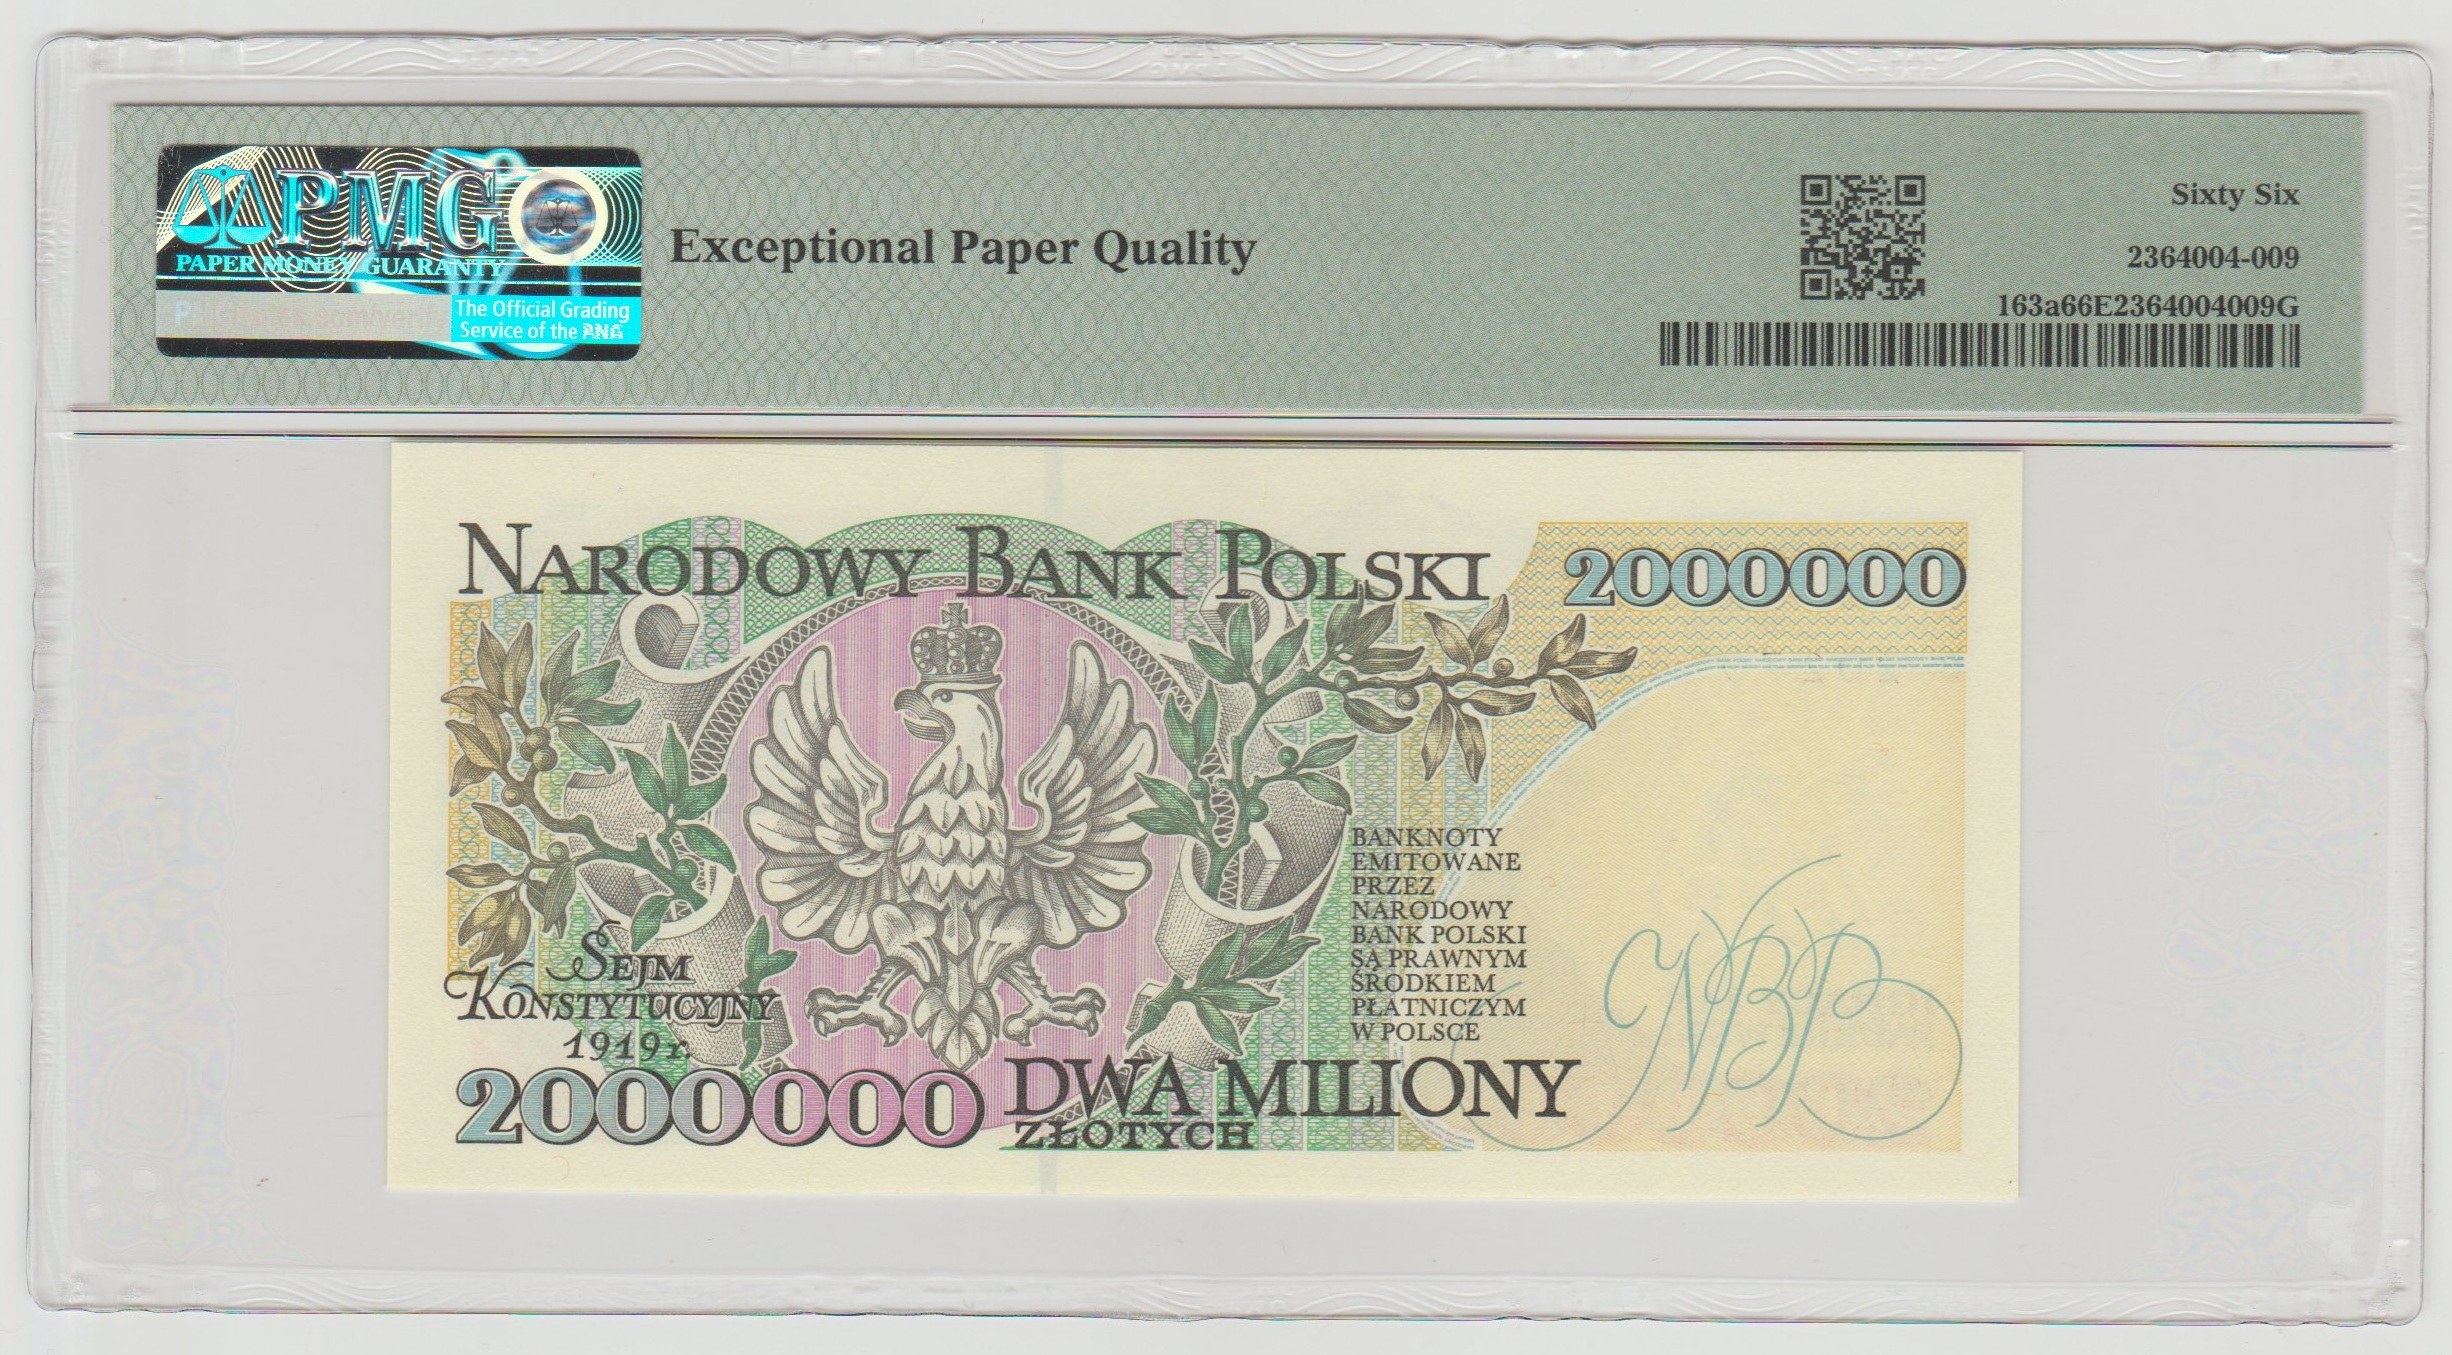 PMG
PAPER MONEY GUARANTY
The Official Grading
Service of the PNG
Exceptional Paper Quality
Sixty Six
2364004-009
163a66E2364004009G
NARODOWY BANK POLSKI
2000000
BANKNOTY
EMITOWANE
PRZEZ
NARODOWY
BANK POLSKI
SĄ PRAWNYM
ŚRODKIEM
PŁATNICZYM
W POLSCE
SEJM
KONSTYTUCYJNY
1919 r.
2000000
DWA MILIONY
ZŁOTYCH
NBP